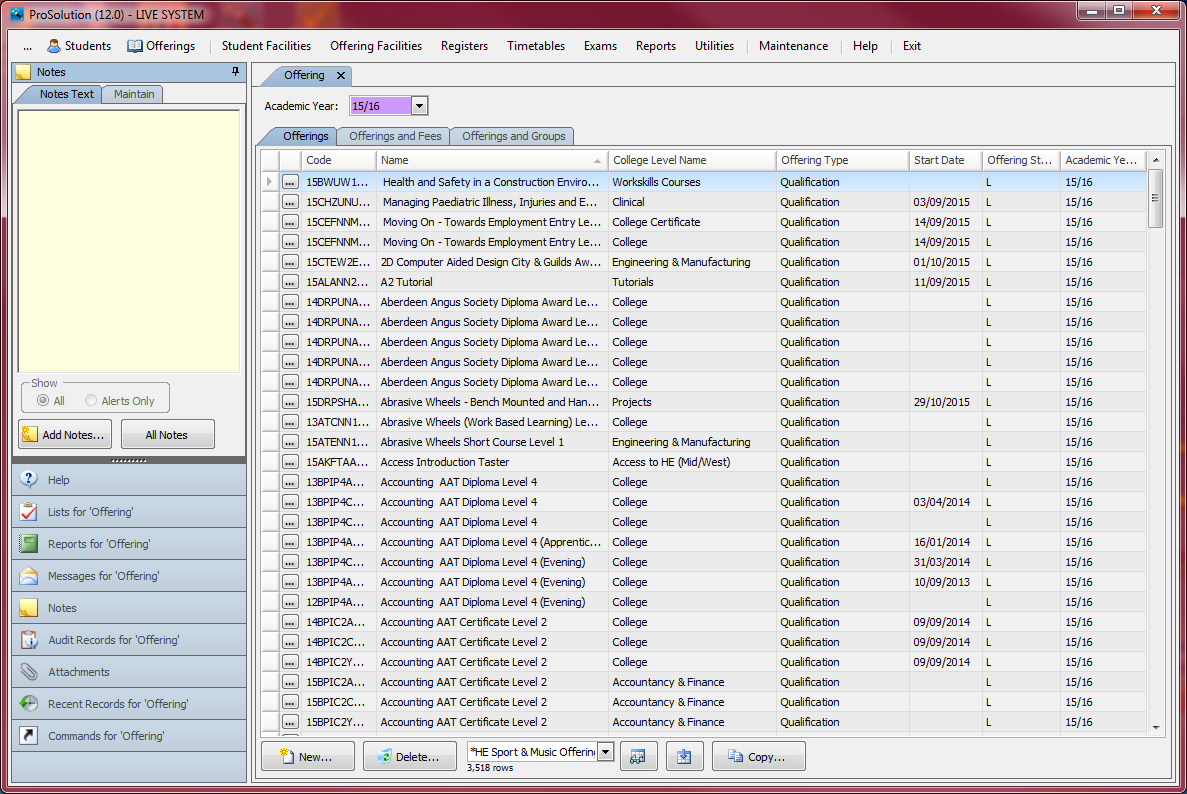 ProSolution (12.0) - LIVE SYSTEM
... Students Offerings Student Facilities Offering Facilities Registers Timetables Exams Reports Utilities Maintenance Help Exit
Notes
Notes Text Maintain
Show
All Alerts Only
Add Notes... All Notes
Help
Lists for 'Offering'
Reports for 'Offering'
Messages for 'Offering'
Notes
Audit Records for 'Offering'
Attachments
Recent Records for 'Offering'
Commands for 'Offering'
Offering
Academic Year: 15/16
Offerings Offerings and Fees Offerings and Groups
Code Name College Level Name Offering Type Start Date Offering St... Academic Ye...
15BWUW1... Health and Safety in a Construction Enviro... Workskills Courses Qualification L 15/16
15CHZUNU... Managing Paediatric Illness, Injuries and E... Clinical Qualification 03/09/2015 L 15/16
15CEFNNM... Moving On - Towards Employment Entry Le... College Certificate Qualification 14/09/2015 L 15/16
15CEFNNM... Moving On - Towards Employment Entry Le... College Qualification 14/09/2015 L 15/16
15CTEW2E... 2D Computer Aided Design City & Guilds Aw... Engineering & Manufacturing Qualification 01/10/2015 L 15/16
15ALANN2... A2 Tutorial Tutorials Qualification 11/09/2015 L 15/16
14DRPUNA... Aberdeen Angus Society Diploma Award Le... College Qualification L 15/16
14DRPUNA... Aberdeen Angus Society Diploma Award Le... College Qualification L 15/16
14DRPUNA... Aberdeen Angus Society Diploma Award Le... College Qualification L 15/16
14DRPUNA... Aberdeen Angus Society Diploma Award Le... College Qualification L 15/16
14DRPUNA... Aberdeen Angus Society Diploma Award Le... College Qualification L 15/16
15DRPSHA... Abrasive Wheels - Bench Mounted and Han... Projects Qualification 29/10/2015 L 15/16
13ATCNN1... Abrasive Wheels (Work Based Learning) Le... College Qualification L 15/16
15ATENN1... Abrasive Wheels Short Course Level 1 Engineering & Manufacturing Qualification L 15/16
15AKFTAA... Access Introduction Taster Access to HE (Mid/West) Qualification L 15/16
13BPIP4A... Accounting AAT Diploma Level 4 College Qualification L 15/16
13BPIP4C... Accounting AAT Diploma Level 4 College Qualification 03/04/2014 L 15/16
13BPIP4C... Accounting AAT Diploma Level 4 College Qualification L 15/16
13BPIP4A... Accounting AAT Diploma Level 4 (Apprentic... College Qualification 16/01/2014 L 15/16
13BPIP4C... Accounting AAT Diploma Level 4 (Evening) College Qualification 31/03/2014 L 15/16
13BPIP4A... Accounting AAT Diploma Level 4 (Evening) College Qualification 10/09/2013 L 15/16
12BPIP4A... Accounting AAT Diploma Level 4 (Evening) College Qualification L 15/16
14BPIC2A... Accounting AAT Certificate Level 2 College Qualification 09/09/2014 L 15/16
14BPIC2C... Accounting AAT Certificate Level 2 College Qualification 09/09/2014 L 15/16
14BPIC2Y... Accounting AAT Certificate Level 2 College Qualification 09/09/2014 L 15/16
15BPIC2A... Accounting AAT Certificate Level 2 Accountancy & Finance Qualification L 15/16
15BPIC2C... Accounting AAT Certificate Level 2 Accountancy & Finance Qualification L 15/16
15BPIC2Y... Accounting AAT Certificate Level 2 Accountancy & Finance Qualification L 15/16
New... Delete... *HE Sport & Music Offering Copy...
3,518 rows